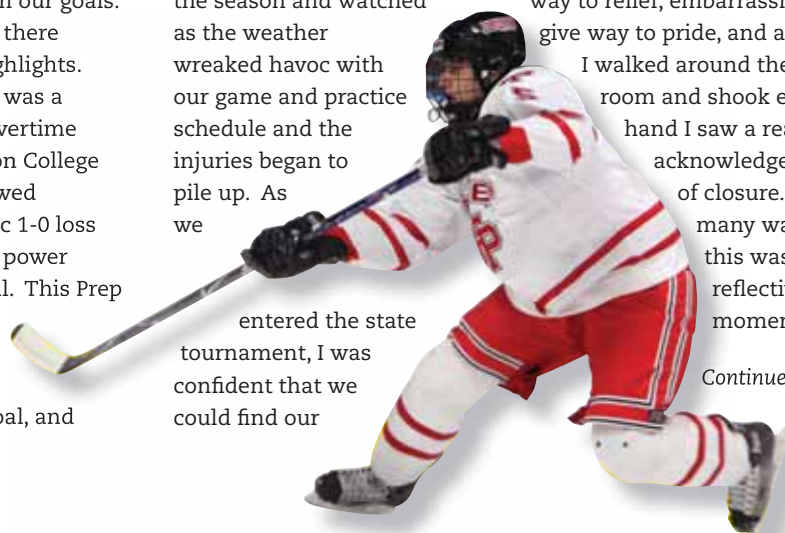 n our goals.
there
ghlights.
was a
vertime
on College
wed
c 1-0 loss
power
l. This Prep
oal, and
the season and watched
as the weather
wreaked havoc with
our game and practice
schedule and the
injuries began to
pile up. As
we
entered the state
tournament, I was
confident that we
could find our
way to relief, embarrass
give way to pride, and a
I walked around the
room and shook e
hand I saw a rea
acknowledge
of closure.
many wa
this was
reflecti
momen
Continue